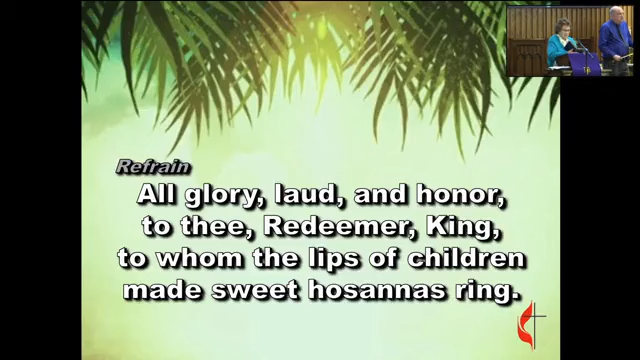 Refrain
All glory, laud, and honor,
to thee, Redeemer, King,
to whom the lips of children
made sweet hosannas ring.